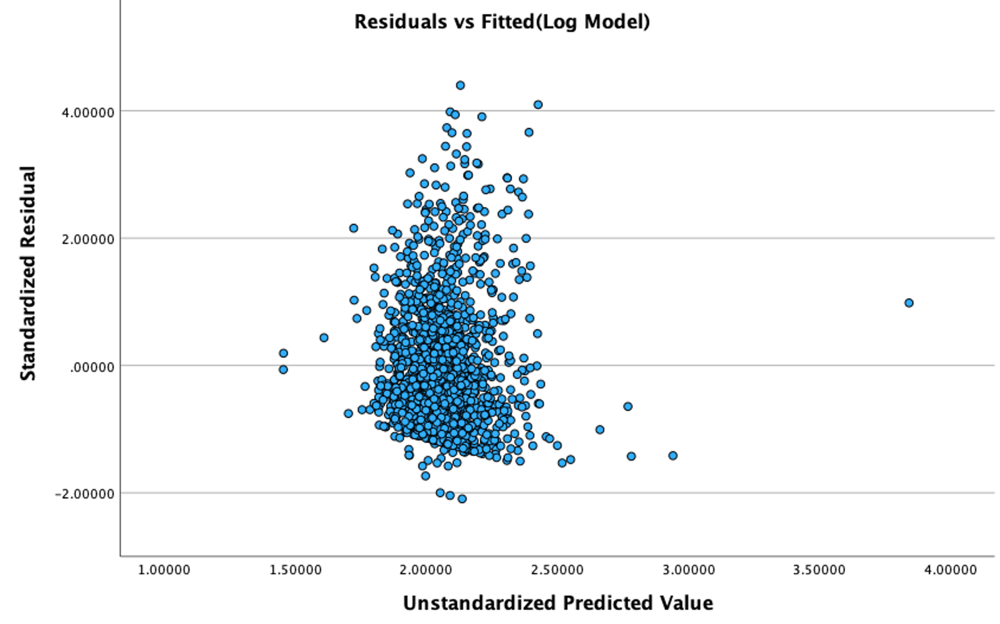 Residuals vs Fitted(Log Model)
Standardized Residual
4.00000
2.00000
.00000
-2.00000
1.00000 1.50000 2.00000 2.50000 3.00000 3.50000 4.00000
Unstandardized Predicted Value